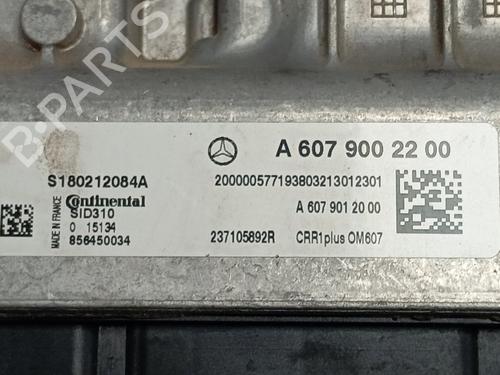 A 607 900 22 00
S180212084A
200000577193803213012301
Continental
SID310
A 607 901 20 00
0 15134
856450034
237105892R
CRR1plus OM607
MADE IN FRANCE
B-PARTS